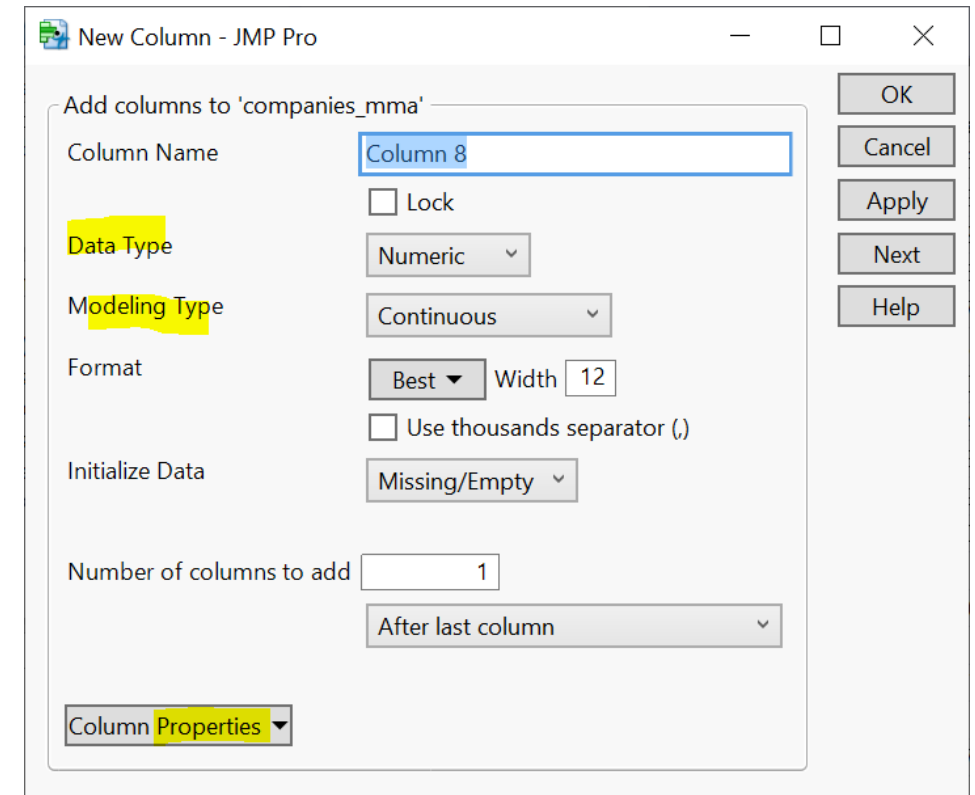 New Column - JMP Pro
Add columns to 'companies_mma'
OK
Column Name Column 8
Cancel
Lock
Apply
Data Type Numeric
Next
Modeling Type Continuous
Help
Format Best Width 12
Use thousands separator (,)
Initialize Data Missing/Empty
Number of columns to add 1
After last column
Column Properties